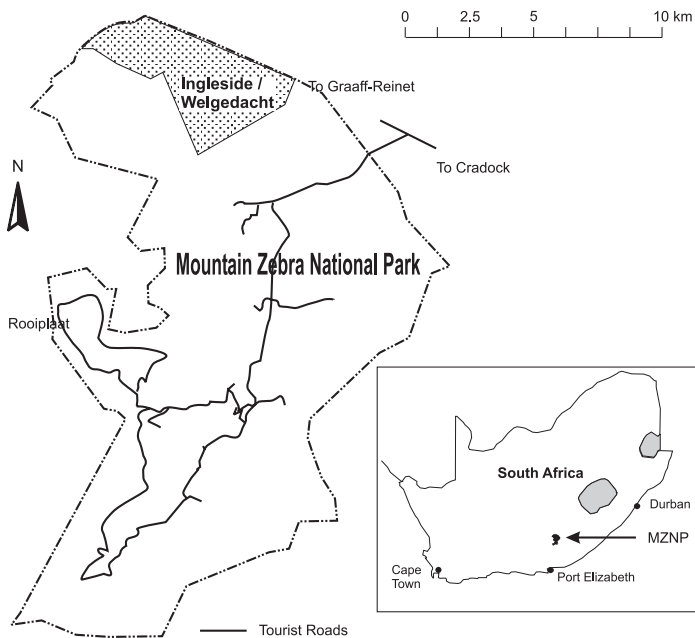 0 2.5 5 10 km
Ingleside /
Welgedacht
To Graaff-Reinet
To Cradock
N
Mountain Zebra National Park
Rooiplaat
South Africa
Durban
MZNP
Cape
Town
Port Elizabeth
Tourist Roads